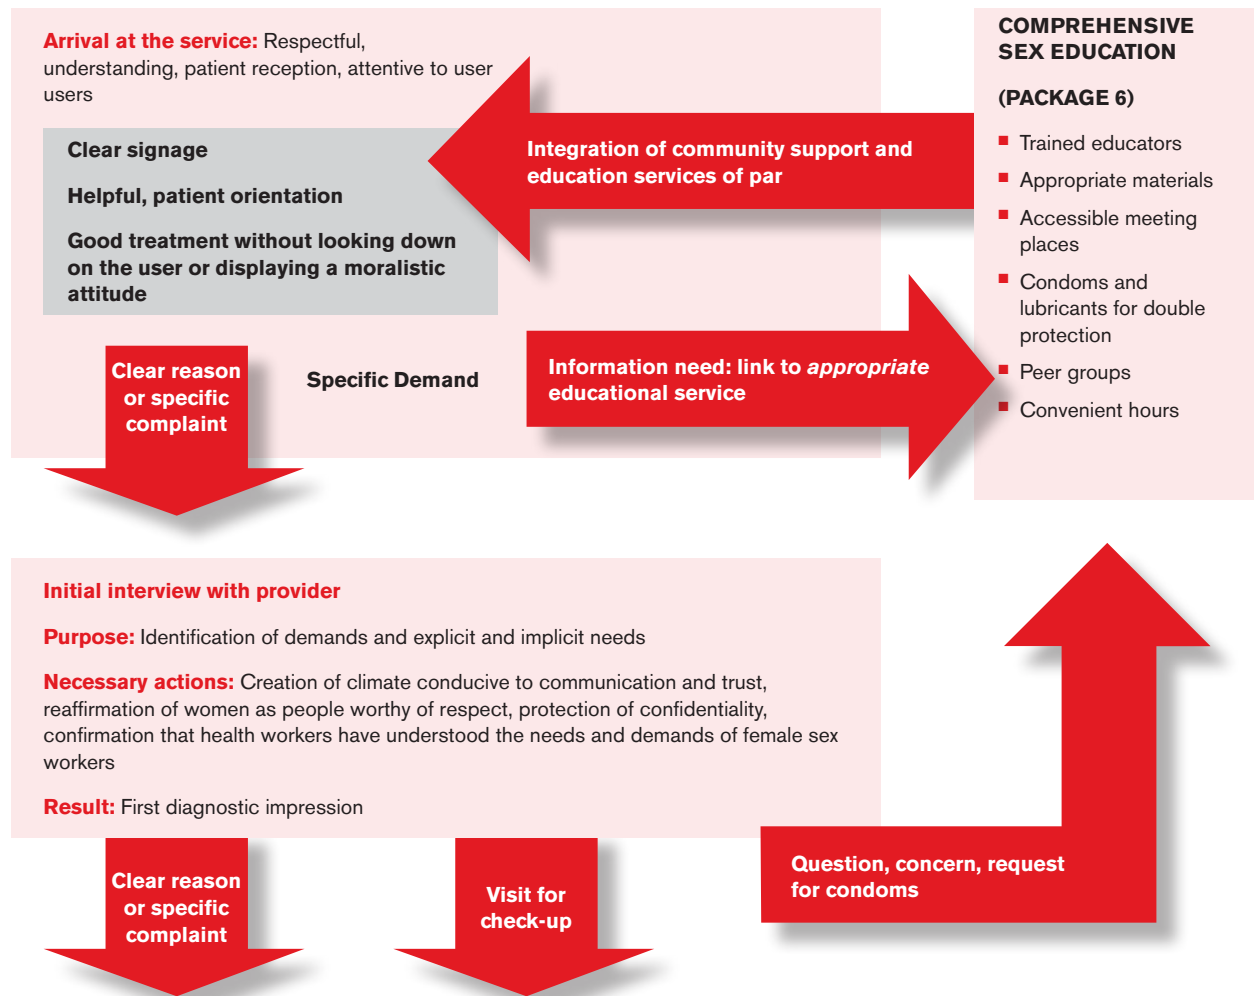 Arrival at the service: Respectful,
understanding, patient reception, attentive to user
users
Clear signage
Helpful, patient orientation
Good treatment without looking down
on the user or displaying a moralistic
attitude
Integration of community support and
education services of par
COMPREHENSIVE
SEX EDUCATION
(PACKAGE 6)
Trained educators
Appropriate materials
Accessible meeting
places
Condoms and
lubricants for double
protection
Peer groups
Convenient hours
Clear reason
or specific
complaint
Specific Demand
Information need: link to appropriate
educational service
Initial interview with provider
Purpose: Identification of demands and explicit and implicit needs
Necessary actions: Creation of climate conducive to communication and trust,
reaffirmation of women as people worthy of respect, protection of confidentiality,
confirmation that health workers have understood the needs and demands of female sex
workers
Result: First diagnostic impression
Clear reason
or specific
complaint
Visit for
check-up
Question, concern, request
for condoms